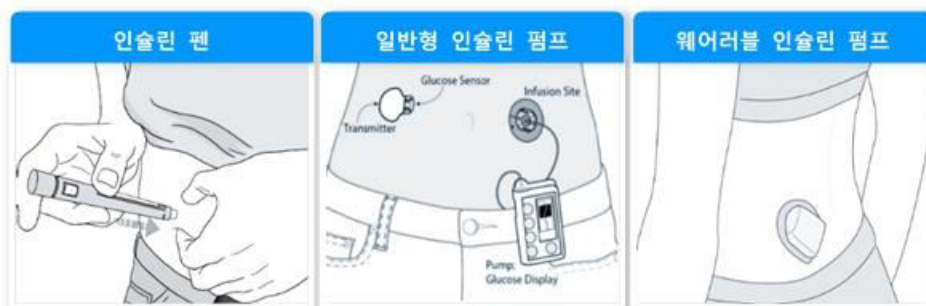 인슐린 펜
일반형 인슐린 펌프
웨어러블 인슐린 펌프
Glucose Sensor
Transmitter
Infusion Site
Pump:
Glucose Display